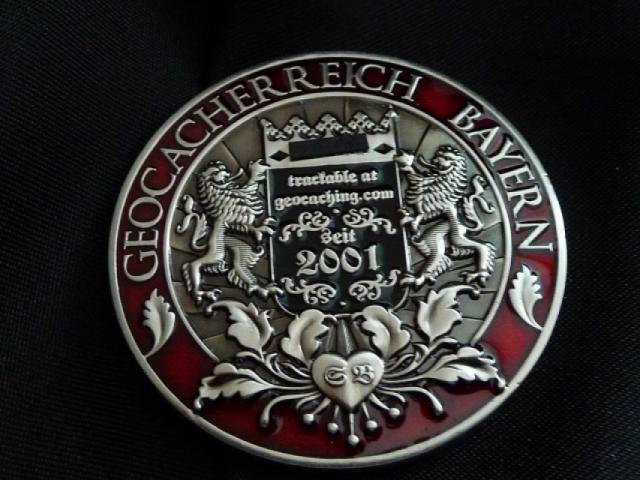 GEOCACHERREICH BAYERN
trackable at
geocaching.com
Seit
2001